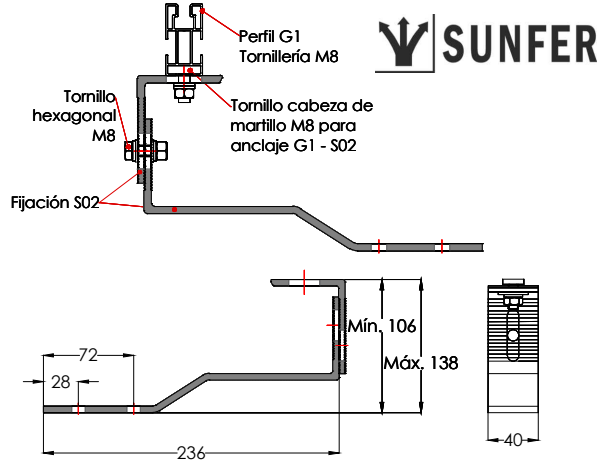 SUNFER
Perfil G1
Tornillería M8
Tornillo
hexagonal
M8
Tornillo cabeza de
martillo M8 para
anclaje G1 - S02
Fijación S02
Mín. 106
Máx. 138
72
28
236
40